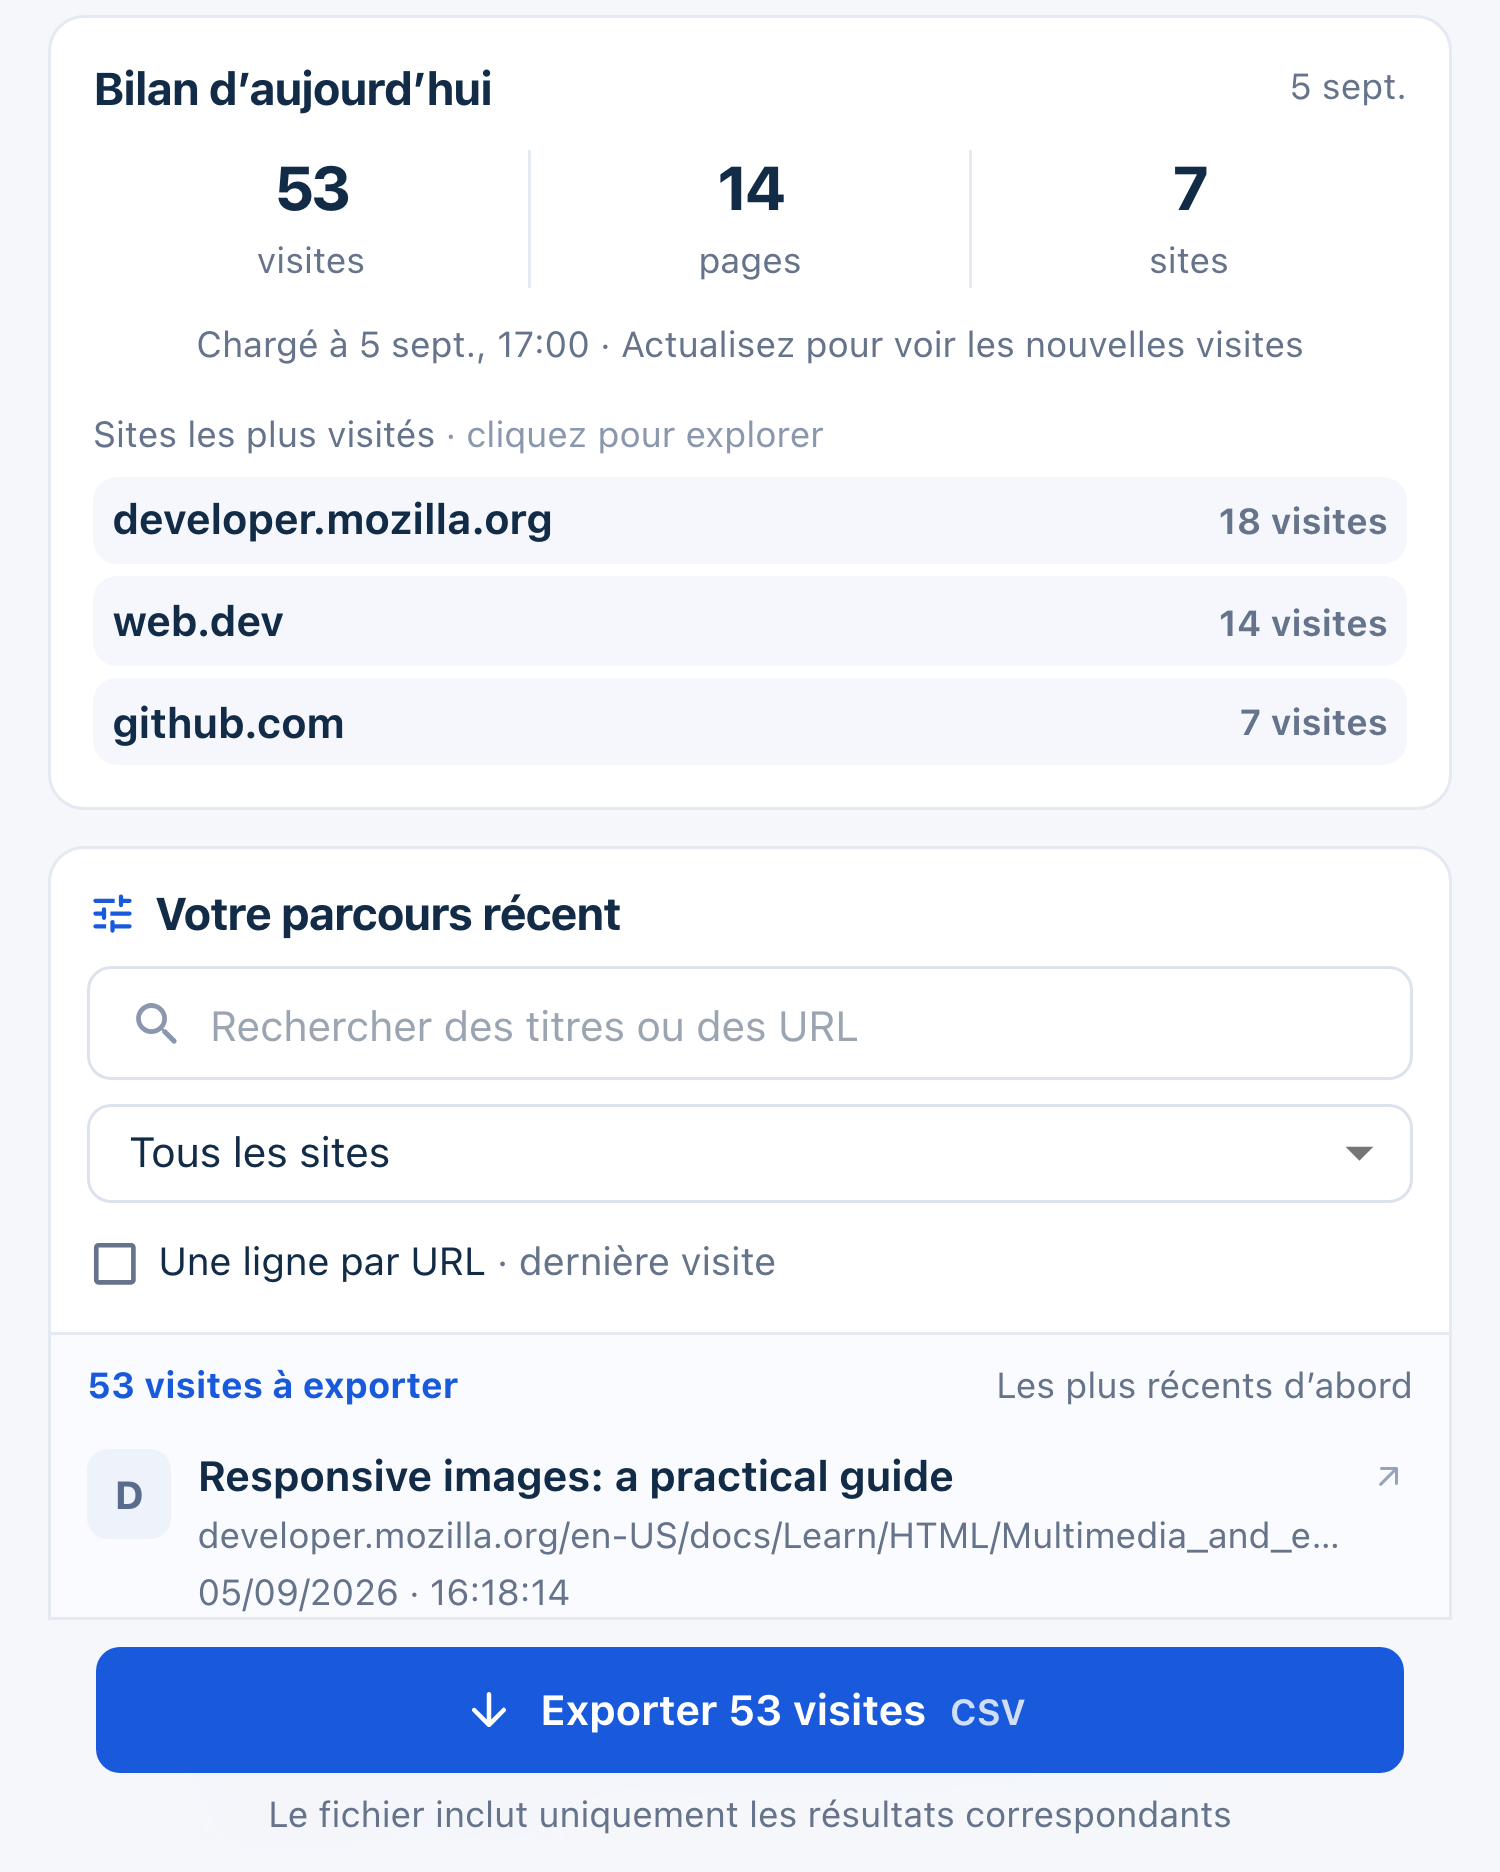 Bilan d’aujourd’hui
5 sept.
53
visites
14
pages
7
sites
Chargé à 5 sept., 17:00 · Actualisez pour voir les nouvelles visites
Sites les plus visités · cliquez pour explorer
developer.mozilla.org
18 visites
web.dev
14 visites
github.com
7 visites
Votre parcours récent
Rechercher des titres ou des URL
Tous les sites
Une ligne par URL · dernière visite
53 visites à exporter
Les plus récents d’abord
D
Responsive images: a practical guide
developer.mozilla.org/en-US/docs/Learn/HTML/Multimedia_and_e...
05/09/2026 · 16:18:14
Exporter 53 visites CSV
Le fichier inclut uniquement les résultats correspondants